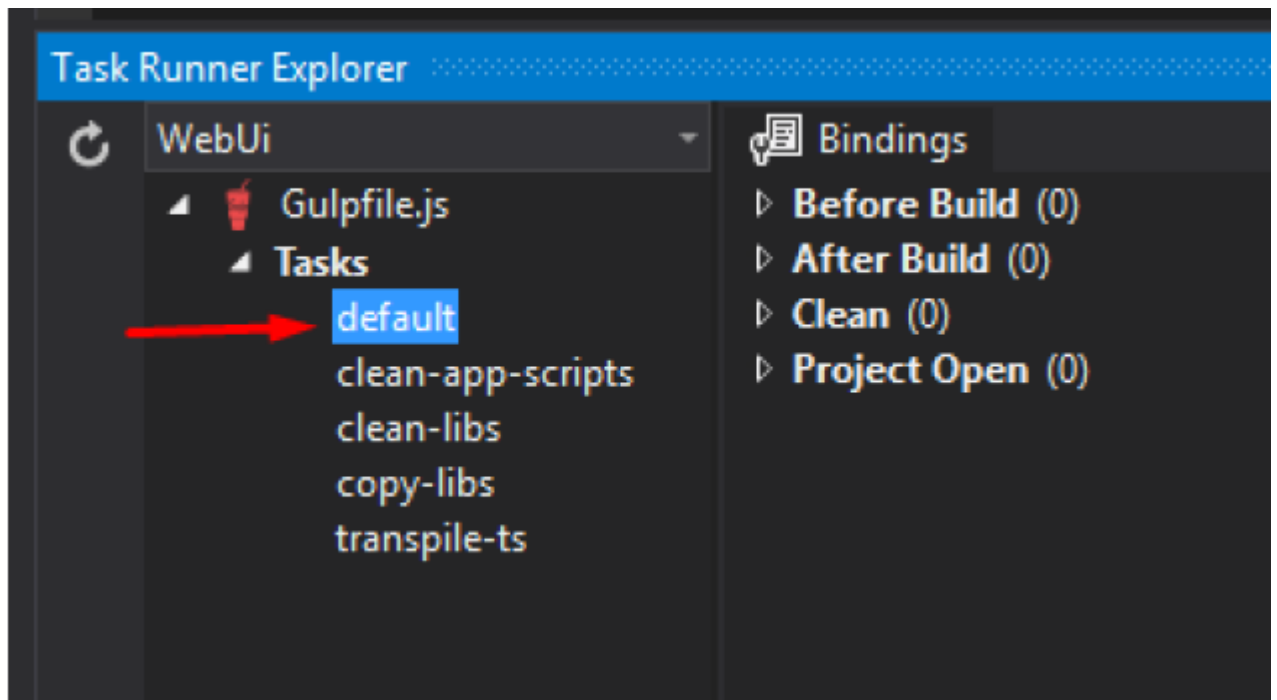 Task Runner Explorer
WebUi
Gulpfile.js
Tasks
default
clean-app-scripts
clean-libs
copy-libs
transpile-ts
Bindings
Before Build (0)
After Build (0)
Clean (0)
Project Open (0)